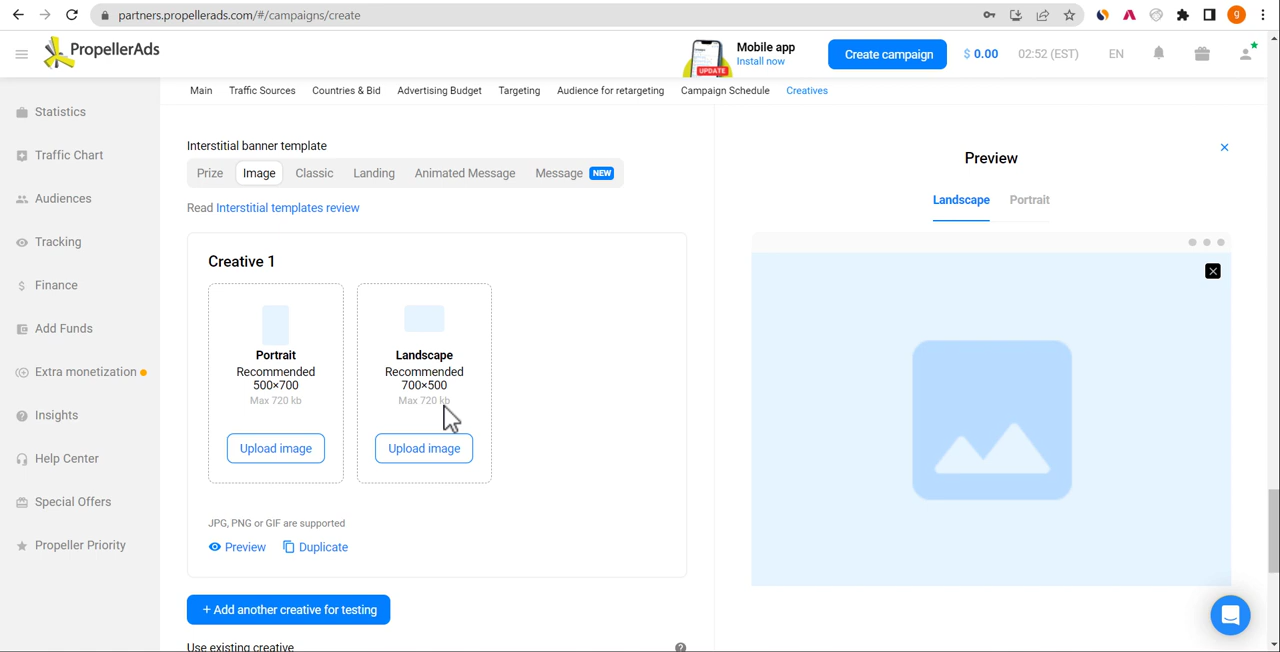 partners.propellerads.com/#/campaigns/create
g
PropellerAds
UPDATE
Mobile app
Install now
Create campaign
$ 0.00
02:52 (EST)
EN
Main
Traffic Sources
Countries & Bid
Advertising Budget
Targeting
Audience for retargeting
Campaign Schedule
Creatives
Statistics
Traffic Chart
Audiences
Tracking
Finance
Add Funds
Extra monetization
Insights
Help Center
Special Offers
Propeller Priority
Interstitial banner template
Prize
Image
Classic
Landing
Animated Message
Message NEW
Read Interstitial templates review
Creative 1
Portrait
Recommended
500×700
Max 720 kb
Upload image
Landscape
Recommended
700×500
Max 720 kb
Upload image
JPG, PNG or GIF are supported
Preview
Duplicate
+ Add another creative for testing
Use existing creative
Preview
Landscape
Portrait